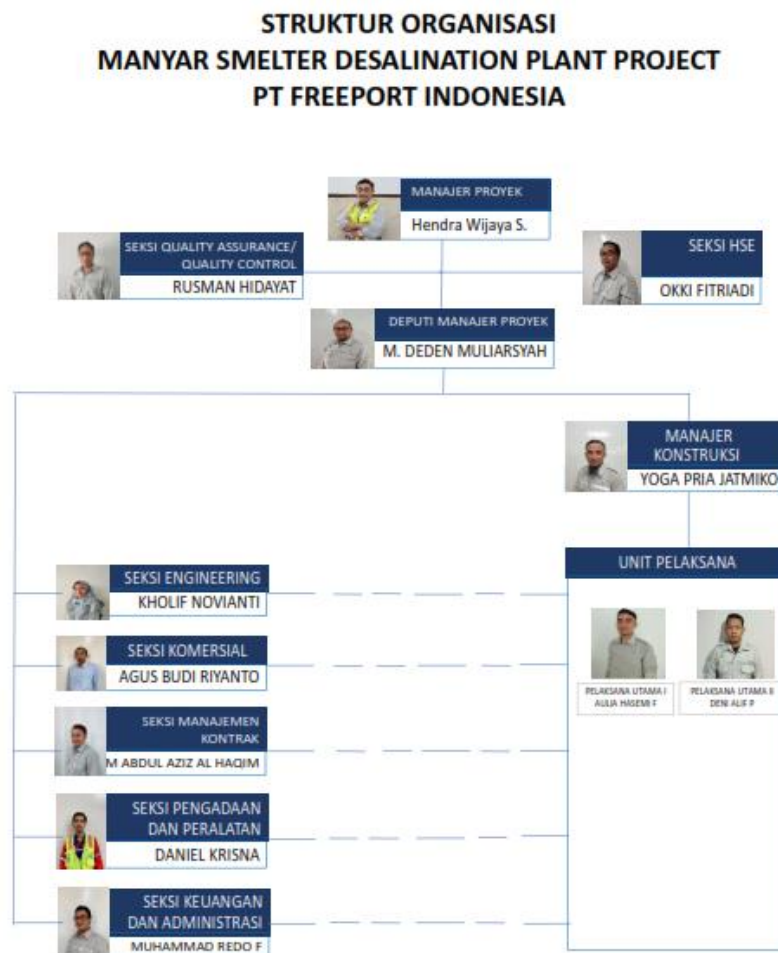 STRUKTUR ORGANISASI
MANYAR SMELTER DESALINATION PLANT PROJECT
PT FREEPORT INDONESIA
MANAJER PROYEK
Hendra Wijaya S.
SEKSI QUALITY ASSURANCE/
QUALITY CONTROL
RUSMAN HIDAYAT
SEKSI HSE
OKKI FITRIADI
DEPUTI MANAJER PROYEK
M. DEDEN MULIARSYAH
MANAJER
KONSTRUKSI
YOGA PRIA JATMIKO
UNIT PELAKSANA
PELAKSANA UTAMA I
AULIA HASEMI F
PELAKSANA UTAMA II
DENI ALIF P
SEKSI ENGINEERING
KHOLIF NOVIANTI
SEKSI KOMERSIAL
AGUS BUDI RIYANTO
SEKSI MANAJEMEN
KONTRAK
M ABDUL AZIZ AL HAQIM
SEKSI PENGADAAN
DAN PERALATAN
DANIEL KRISNA
SEKSI KEUANGAN
DAN ADMINISTRASI
MUHAMMAD REDO F